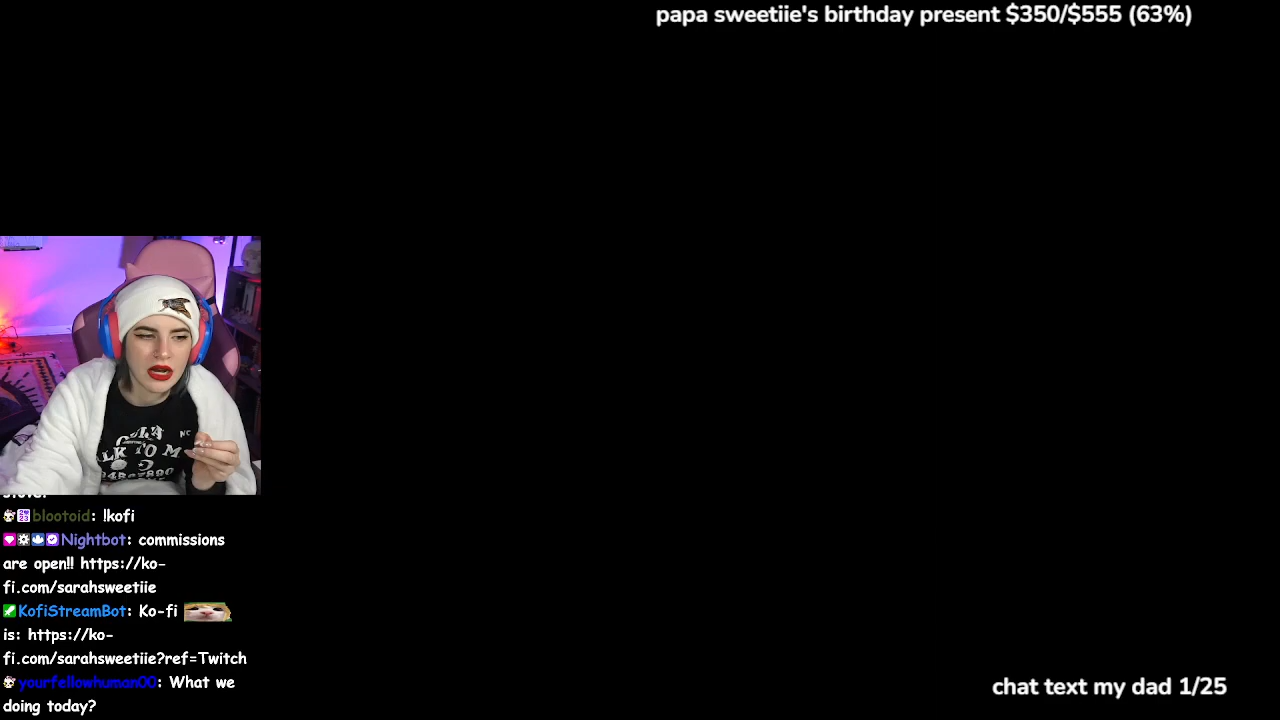 papa sweetiie's birthday present $350/$555 (63%)
blootoid: !kofi
Nightbot: commissions
are open!! https://ko-
fi.com/sarahsweetiie
KofiStreamBot: Ko-fi
is: https://ko-
fi.com/sarahsweetiie?ref=Twitch
yourfellowhuman00: What we
doing today?
chat text my dad 1/25